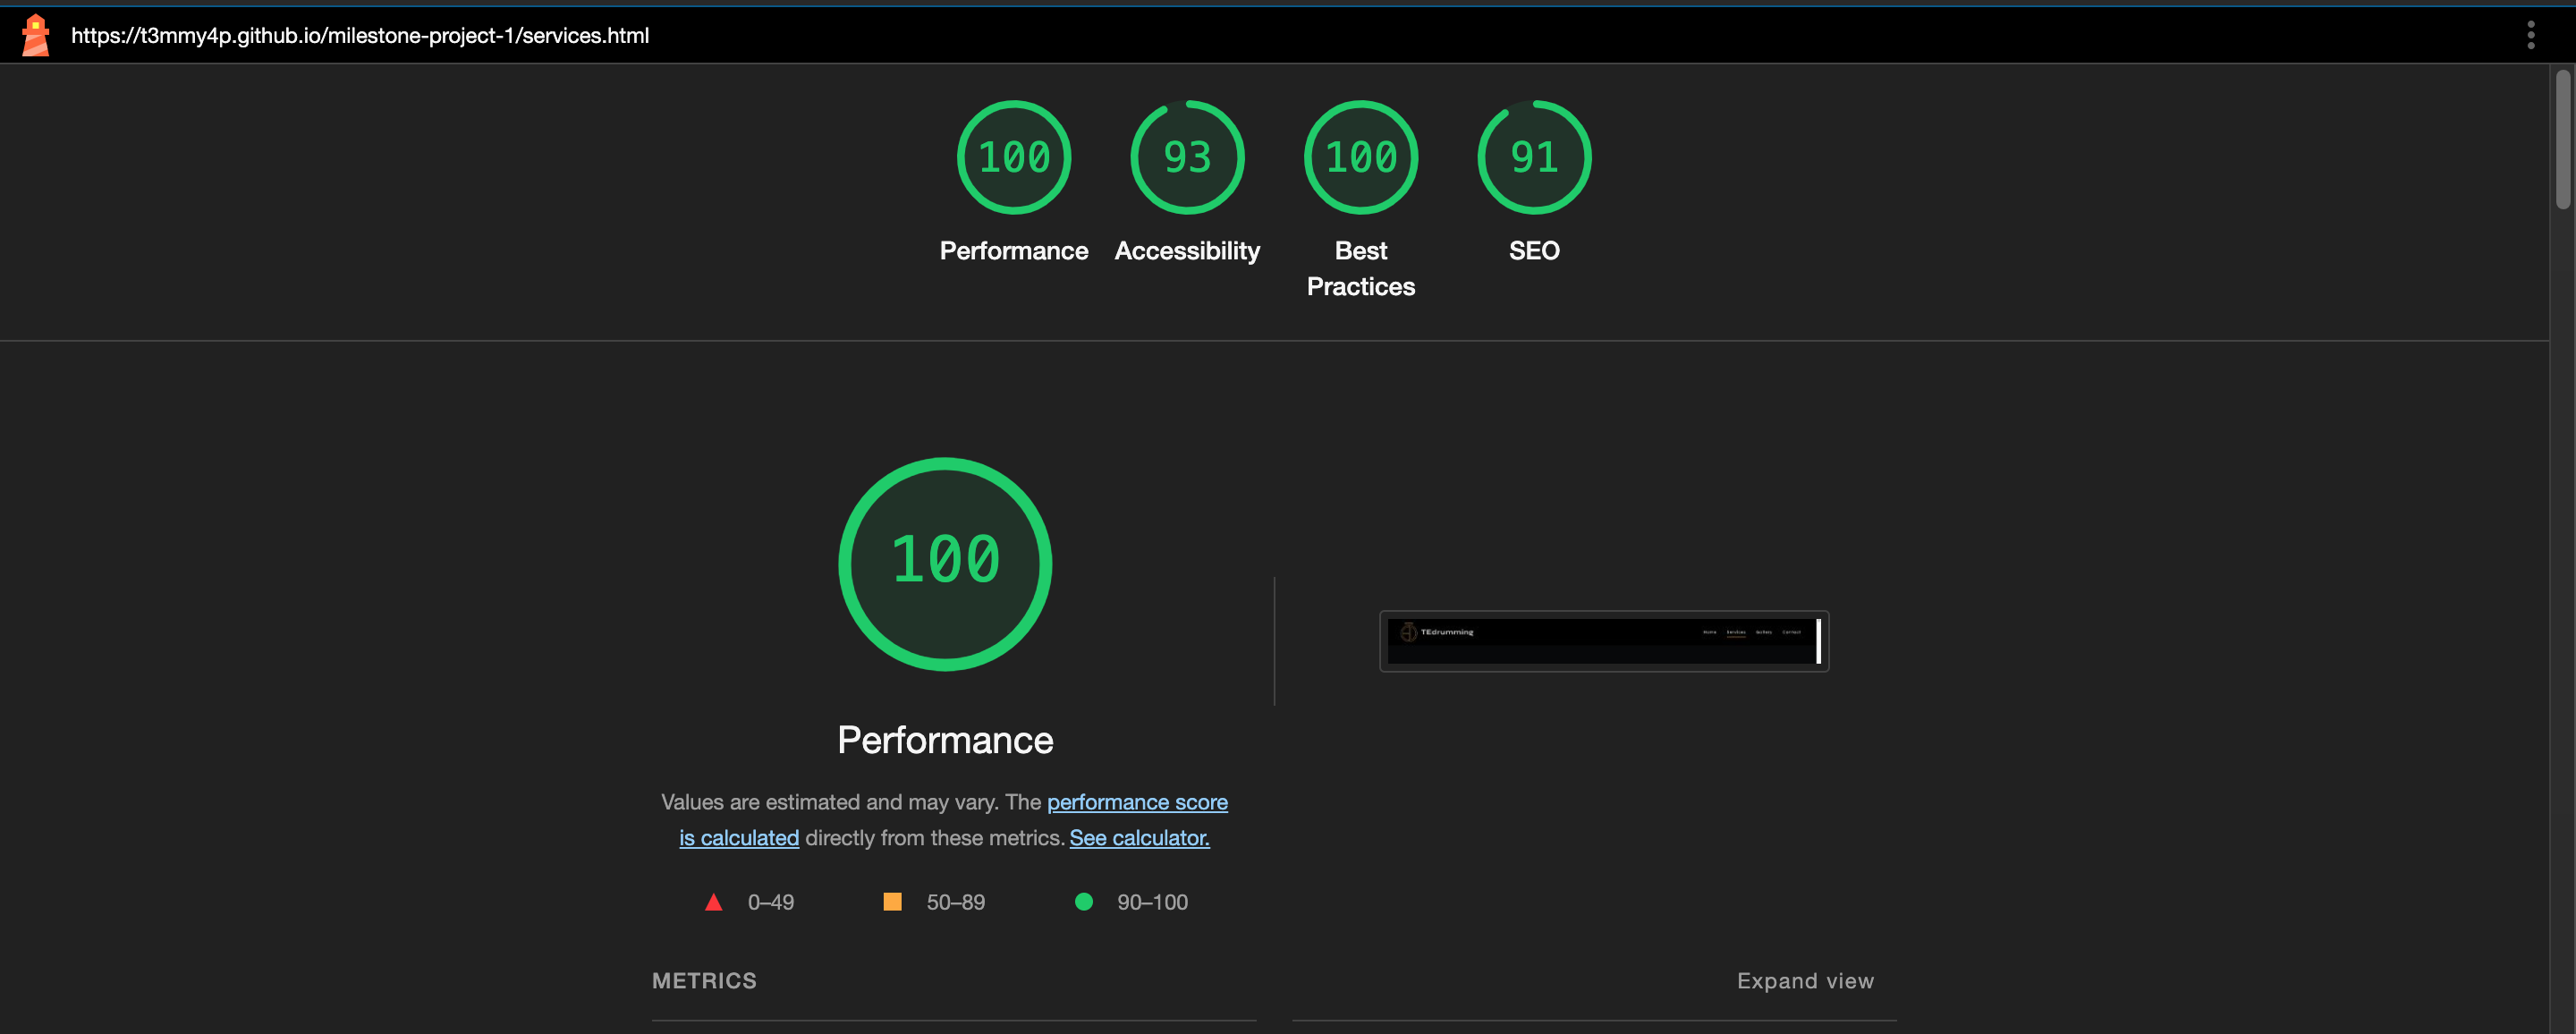 https://t3mmy4p.github.io/milestone-project-1/services.html
100
93
100
91
Performance
Accessibility
Best
Practices
SEO
100
TEdrumming
Home Services Gallery Contact
Performance
Values are estimated and may vary. The performance score
is calculated directly from these metrics. See calculator.
0–49
50–89
90–100
METRICS
Expand view